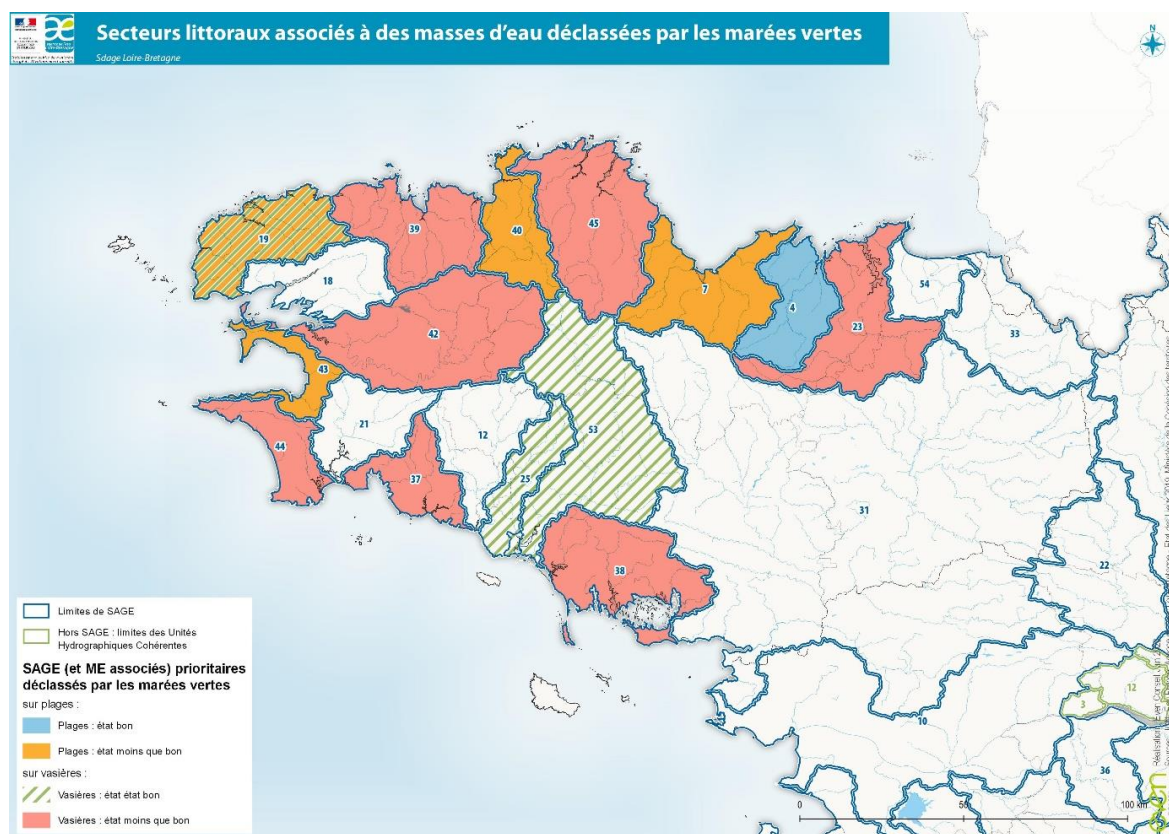 Secteurs littoraux associés à des masses d'eau déclassées par les marées vertes
Sdage Loire-Bretagne
N
19
39
40
45
18
7
4
54
23
33
42
43
21
12
53
44
37
25
31
38
22
12
3
10
36
Limites de SAGE
Hors SAGE : limites des Unités
Hydrographiques Cohérentes
SAGE (et ME associés) prioritaires
déclassés par les marées vertes
sur plages :
Plages : état bon
Plages : état moins que bon
sur vasières :
Vasières : état état bon
Vasières : état moins que bon
0
50
100 km